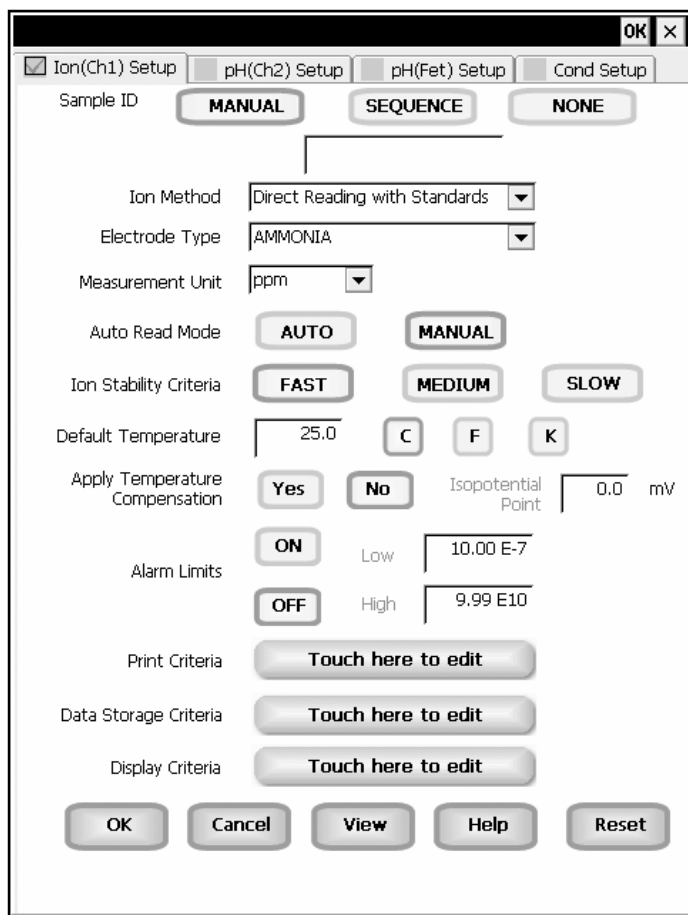 OK ×
Ion(Ch1) Setup pH(Ch2) Setup pH(Fet) Setup Cond Setup
Sample ID MANUAL SEQUENCE NONE
Ion Method Direct Reading with Standards
Electrode Type AMMONIA
Measurement Unit ppm
Auto Read Mode AUTO MANUAL
Ion Stability Criteria FAST MEDIUM SLOW
Default Temperature 25.0 C F K
Apply Temperature Compensation Yes No Isopotential Point 0.0 mV
Alarm Limits ON Low 10.00 E-7
OFF High 9.99 E10
Print Criteria Touch here to edit
Data Storage Criteria Touch here to edit
Display Criteria Touch here to edit
OK Cancel View Help Reset